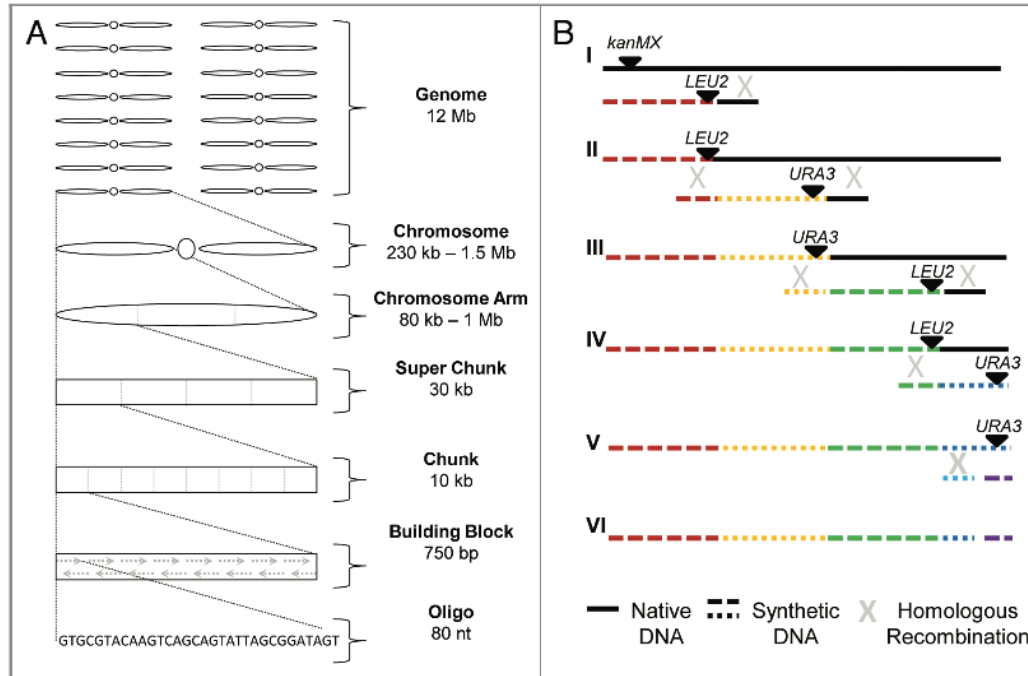 A
Genome
12 Mb
Chromosome
230 kb – 1.5 Mb
Chromosome Arm
80 kb – 1 Mb
Super Chunk
30 kb
Chunk
10 kb
Building Block
750 bp
Oligo
80 nt
GTGCGTACAAGTCAGCAGTATTAGCGGATAGT
B
I
kanMX
LEU2
X
II
LEU2
URA3
X
X
III
URA3
LEU2
X
X
IV
LEU2
URA3
X
V
URA3
X
VI
Native
DNA
Synthetic
DNA
X
Homologous
Recombination